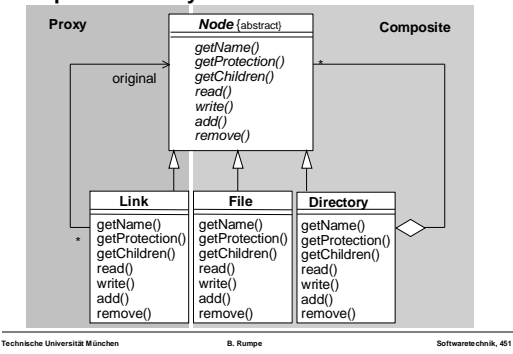 Proxy
Node {abstract}
Composite
getName()
getProtection()
getChildren()
read()
write()
add()
remove()
original
*
Link
getName()
getProtection()
getChildren()
read()
write()
add()
remove()
*
File
getName()
getProtection()
getChildren()
read()
write()
add()
remove()
Directory
getName()
getProtection()
getChildren()
read()
write()
add()
remove()
Technische Universität München
B. Rumpe
Softwaretechnik, 451